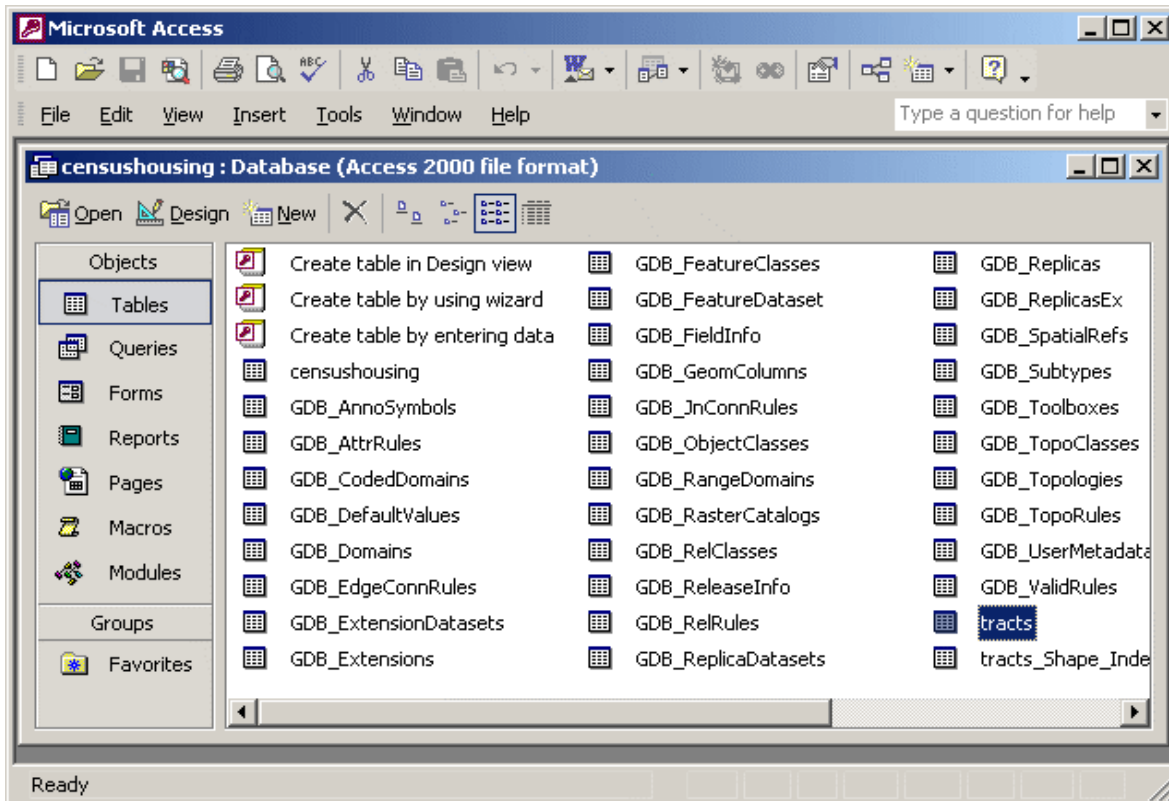 Microsoft Access
ABC
File Edit View Insert Tools Window Help Type a question for help
censushousing : Database (Access 2000 file format)
Open Design New
Objects
Tables
Queries
Forms
Reports
Pages
Macros
Modules
Groups
Favorites
Create table in Design view
Create table by using wizard
Create table by entering data
censushousing
GDB_AnnoSymbols
GDB_AttrRules
GDB_CodedDomains
GDB_DefaultValues
GDB_Domains
GDB_EdgeConnRules
GDB_ExtensionDatasets
GDB_Extensions
GDB_FeatureClasses
GDB_FeatureDataset
GDB_FieldInfo
GDB_GeomColumns
GDB_JnConnRules
GDB_ObjectClasses
GDB_RangeDomains
GDB_RasterCatalogs
GDB_RelClasses
GDB_ReleaseInfo
GDB_RelRules
GDB_ReplicaDatasets
GDB_Replicas
GDB_ReplicasEx
GDB_SpatialRefs
GDB_Subtypes
GDB_Toolboxes
GDB_TopoClasses
GDB_Topologies
GDB_TopoRules
GDB_UserMetadata
GDB_ValidRules
tracts
tracts_Shape_Inde
Ready